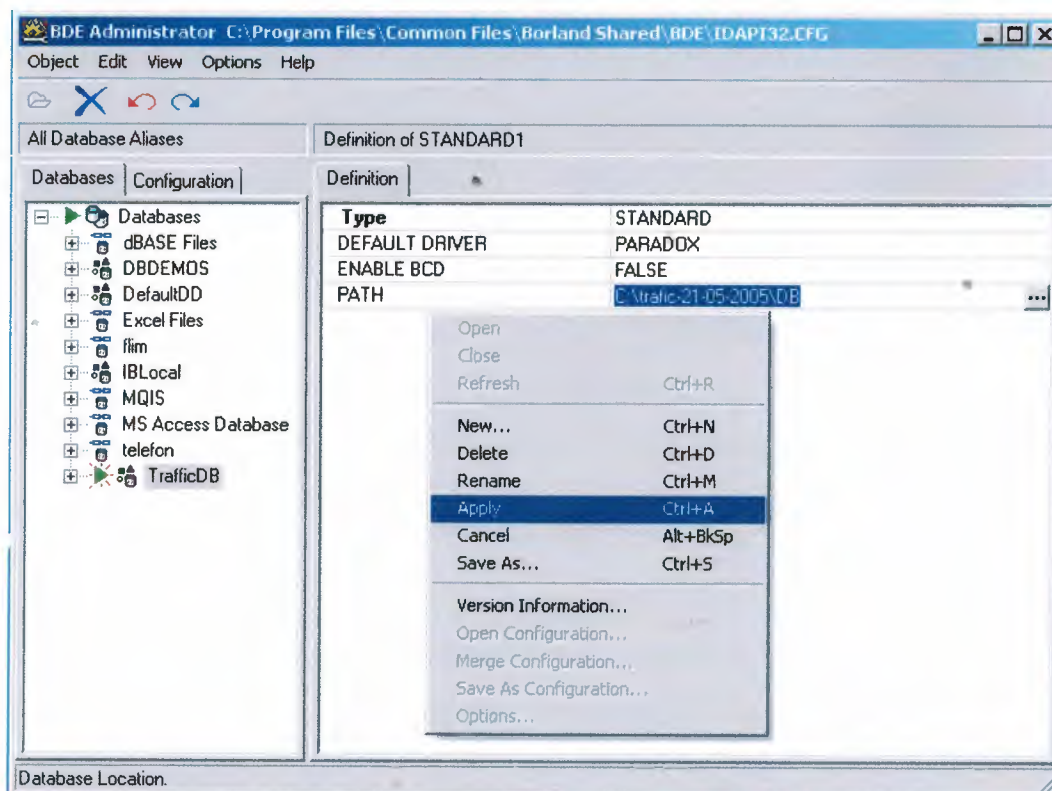 BDE Administrator C:\Program Files\Common Files\Borland Shared\BDE\IDAPI32.CFG
Object Edit View Options Help
All Database Aliases Definition of STANDARD1
Databases Configuration Definition
Databases
dBASE Files
DBDEMOS
DefaultDD
Excel Files
flim
IBLocal
MQIS
MS Access Database
telefon
TrafficDB
Type STANDARD
DEFAULT DRIVER PARADOX
ENABLE BCD FALSE
PATH C:\trafic-21-05-2005\DB ...
Open
Close
Refresh Ctrl+R
New... Ctrl+N
Delete Ctrl+D
Rename Ctrl+M
Apply Ctrl+A
Cancel Alt+BkSp
Save As... Ctrl+S
Version Information...
Open Configuration...
Merge Configuration...
Save As Configuration...
Options...
Database Location.